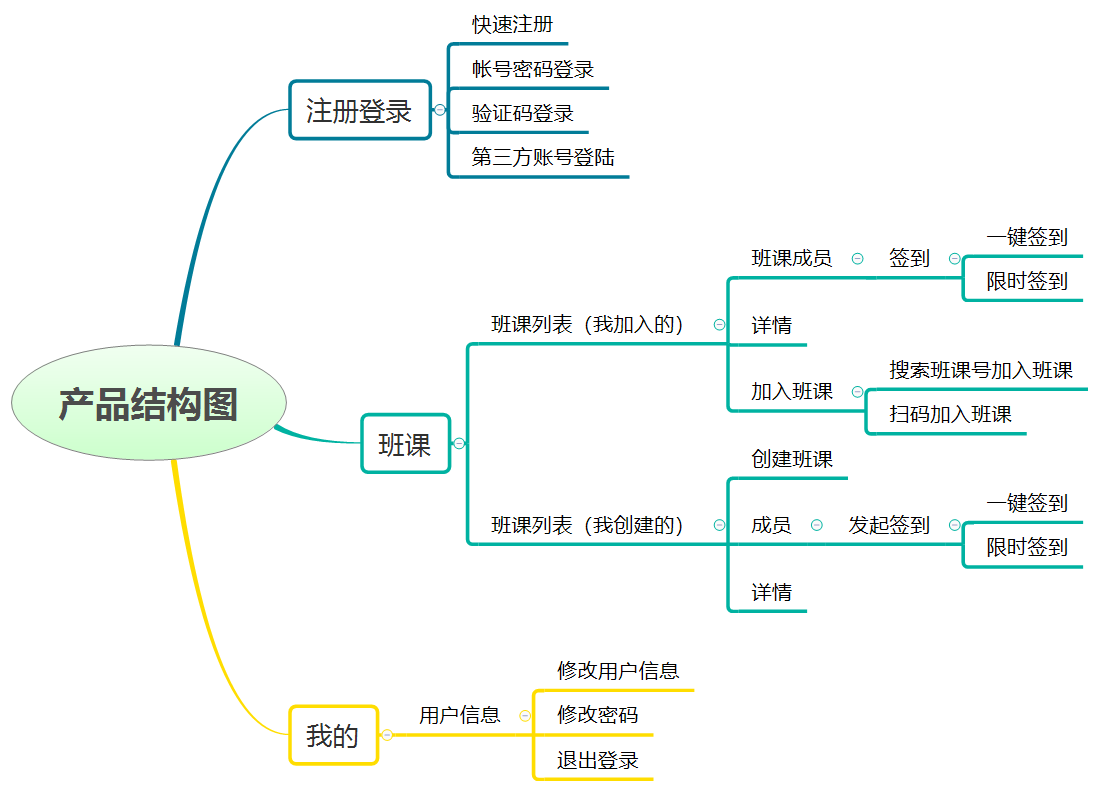 产品结构图
注册登录
快速注册
帐号密码登录
验证码登录
第三方账号登陆
班课
班课列表（我加入的）
班课成员
签到
一键签到
限时签到
详情
加入班课
搜索班课号加入班课
扫码加入班课
班课列表（我创建的）
创建班课
成员
发起签到
一键签到
限时签到
详情
我的
用户信息
修改用户信息
修改密码
退出登录